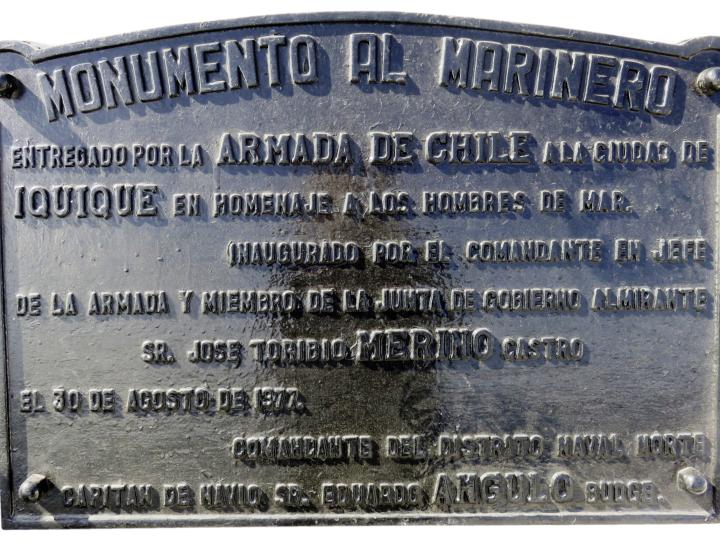 MONUMENTO AL MARINERO
ENTREGADO POR LA ARMADA DE CHILE A LA CIUDAD DE
IQUIQUE EN HOMENAJE A LOS HOMBRES DE MAR.
INAUGURADO POR EL COMANDANTE EN JEFE
DE LA ARMADA Y MIEMBRO DE LA JUNTA DE GOBIERNO ALMIRANTE
SR. JOSE TORIBIO MERINO CASTRO
EL 30 DE AGOSTO DE 1977.
COMANDANTE DEL DISTRITO NAVAL NORTE
CAPITAN DE NAVIO, SR. EDUARDO ANGULO BUDGE.